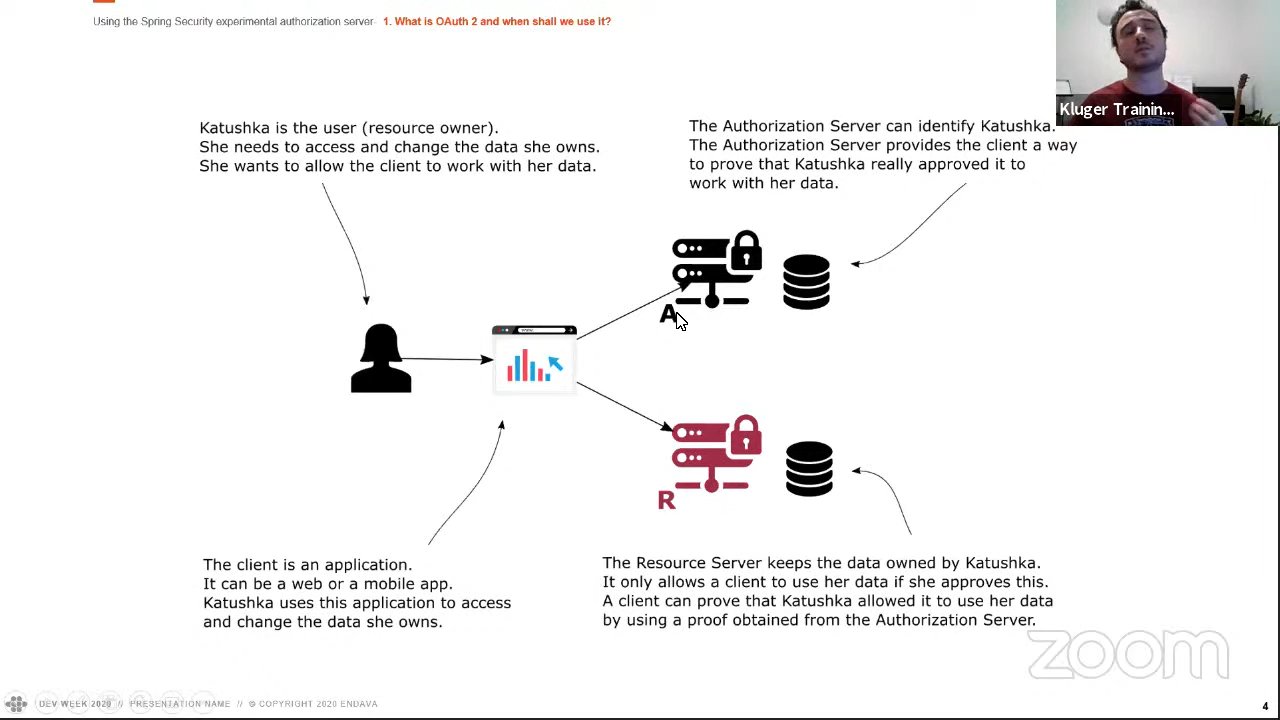 Using the Spring Security experimental authorization server- 1. What is OAuth 2 and when shall we use it?
Kluger Trainin...
Katushka is the user (resource owner).
She needs to access and change the data she owns.
She wants to allow the client to work with her data.
The Authorization Server can identify Katushka.
The Authorization Server provides the client a way
to prove that Katushka really approved it to
work with her data.
A
R
The client is an application.
It can be a web or a mobile app.
Katushka uses this application to access
and change the data she owns.
The Resource Server keeps the data owned by Katushka.
It only allows a client to use her data if she approves this.
A client can prove that Katushka allowed it to use her data
by using a proof obtained from the Authorization Server.
zoom
DEV WEEK 2020 // PRESENTATION NAME // © COPYRIGHT 2020 ENDAVA
4